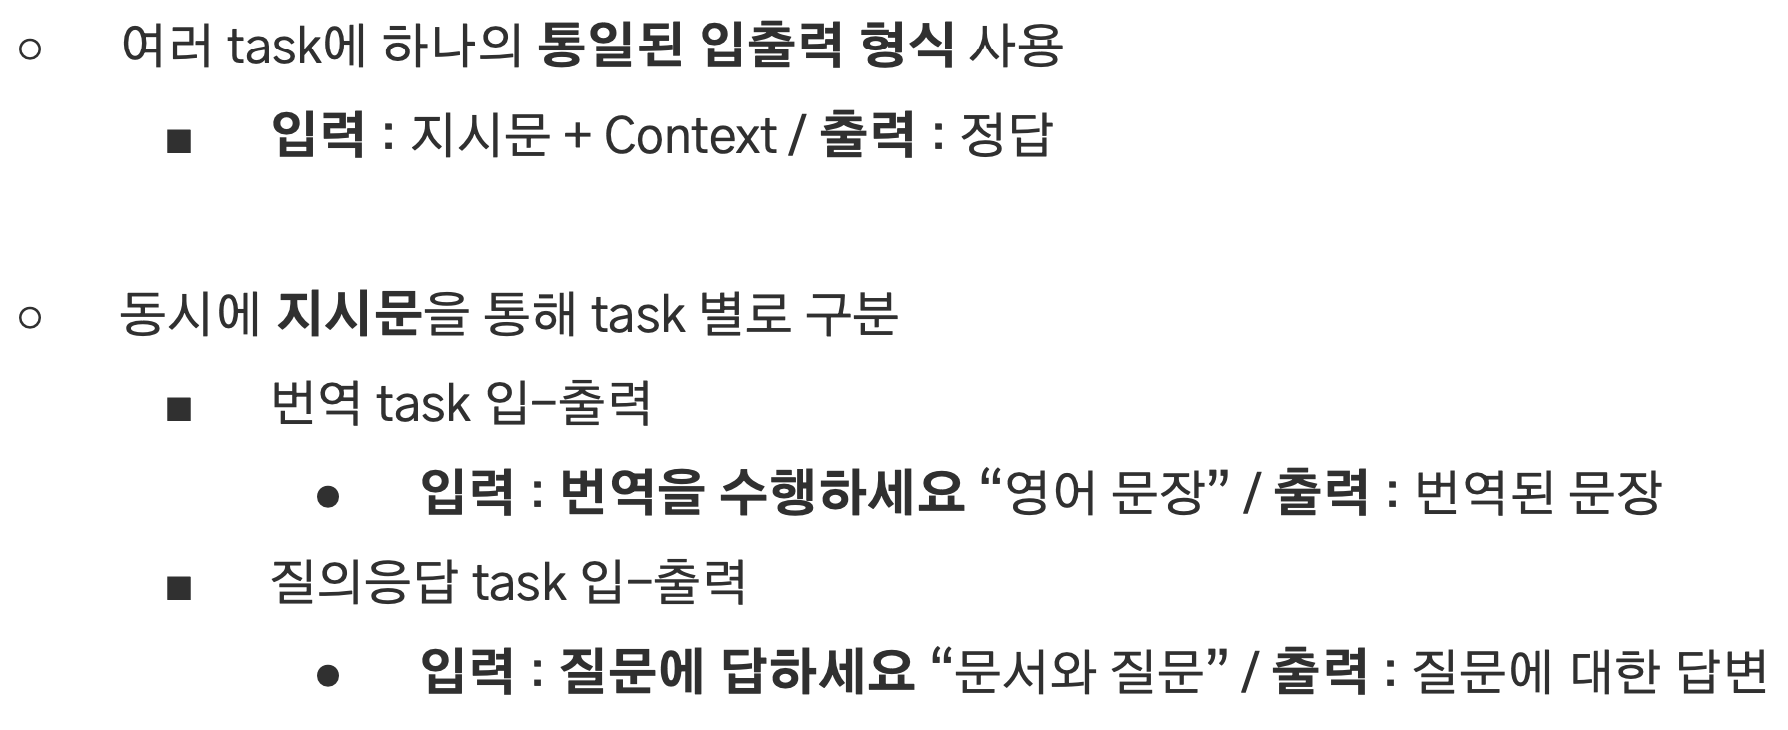 ○ 여러 task에 하나의 통일된 입출력 형식 사용
■ 입력 : 지시문 + Context / 출력 : 정답
○ 동시에 지시문을 통해 task 별로 구분
■ 번역 task 입-출력
● 입력 : 번역을 수행하세요 “영어 문장” / 출력 : 번역된 문장
■ 질의응답 task 입-출력
● 입력 : 질문에 답하세요 “문서와 질문” / 출력 : 질문에 대한 답변